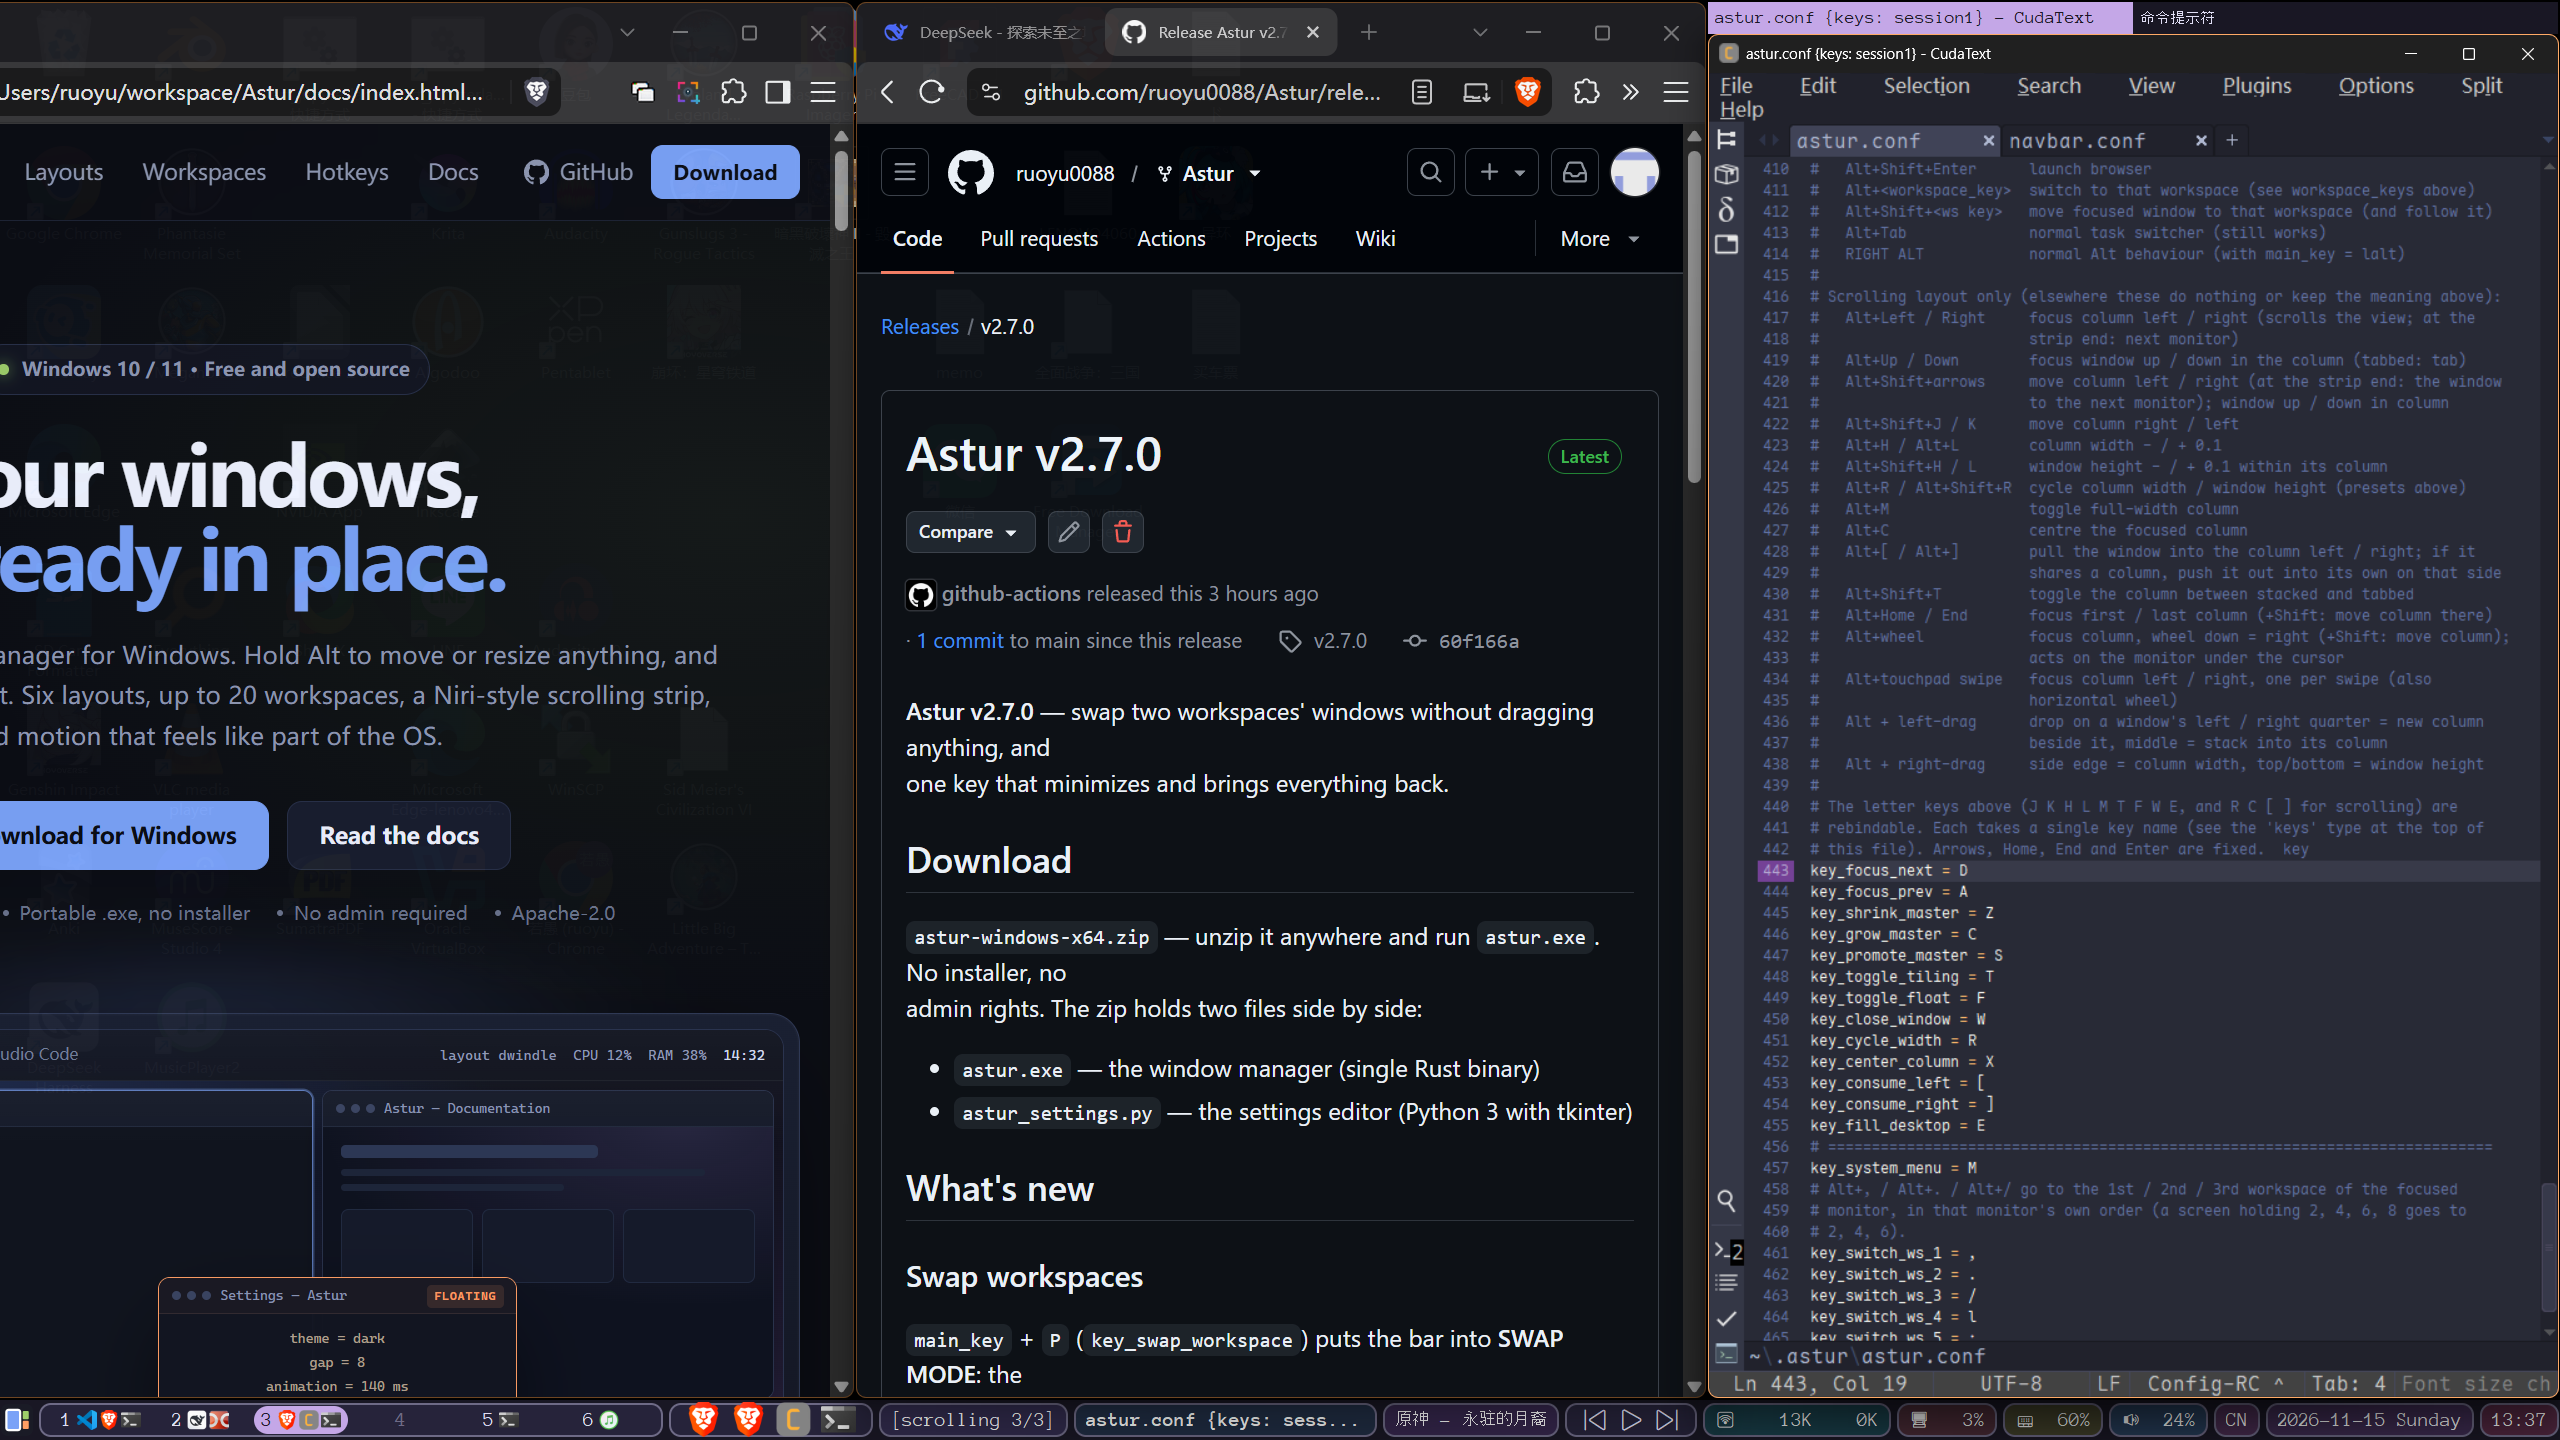 Users/ruoyu/workspace/Astur/docs/index.html...
Layouts Workspaces Hotkeys Docs GitHub Download
Windows 10 / 11 • Free and open source
our windows,
ready in place.
anager for Windows. Hold Alt to move or resize anything, and
t. Six layouts, up to 20 workspaces, a Niri-style scrolling strip,
d motion that feels like part of the OS.
wnload for Windows Read the docs
• Portable .exe, no installer • No admin required • Apache-2.0
udio Code layout dwindle CPU 12% RAM 38% 14:32
Astur — Documentation
Settings — Astur FLOATING
theme = dark
gap = 8
animation = 140 ms
DeepSeek - 探索未至之 Release Astur v2.7
github.com/ruoyu0088/Astur/rele...
ruoyu0088 / Astur
Code Pull requests Actions Projects Wiki More
Releases / v2.7.0
Astur v2.7.0 Latest
Compare
github-actions released this 3 hours ago
· 1 commit to main since this release v2.7.0 60f166a
Astur v2.7.0 — swap two workspaces' windows without dragging
anything, and
one key that minimizes and brings everything back.
Download
astur-windows-x64.zip — unzip it anywhere and run astur.exe.
No installer, no
admin rights. The zip holds two files side by side:
• astur.exe — the window manager (single Rust binary)
• astur_settings.py — the settings editor (Python 3 with tkinter)
What's new
Swap workspaces
main_key + P (key_swap_workspace) puts the bar into SWAP
MODE: the
astur.conf {keys: session1} - CudaText 命令提示符
astur.conf {keys: session1} - CudaText
File Edit Selection Search View Plugins Options Split
Help
astur.conf navbar.conf
410 # Alt+Shift+Enter launch browser
411 # Alt+<workspace_key> switch to that workspace (see workspace_keys above)
412 # Alt+Shift+<ws key> move focused window to that workspace (and follow it)
413 # Alt+Tab normal task switcher (still works)
414 # RIGHT ALT normal Alt behaviour (with main_key = lalt)
415 #
416 # Scrolling layout only (elsewhere these do nothing or keep the meaning above):
417 # Alt+Left / Right focus column left / right (scrolls the view; at the
418 # strip end: next monitor)
419 # Alt+Up / Down focus window up / down in the column (tabbed: tab)
420 # Alt+Shift+arrows move column left / right (at the strip end: the window
421 # to the next monitor); window up / down in column
422 # Alt+Shift+J / K move column right / left
423 # Alt+H / Alt+L column width - / + 0.1
424 # Alt+Shift+H / L window height - / + 0.1 within its column
425 # Alt+R / Alt+Shift+R cycle column width / window height (presets above)
426 # Alt+M toggle full-width column
427 # Alt+C centre the focused column
428 # Alt+[ / Alt+] pull the window into the column left / right; if it
429 # shares a column, push it out into its own on that side
430 # Alt+Shift+T toggle the column between stacked and tabbed
431 # Alt+Home / End focus first / last column (+Shift: move column there)
432 # Alt+wheel focus column, wheel down = right (+Shift: move column);
433 # acts on the monitor under the cursor
434 # Alt+touchpad swipe focus column left / right, one per swipe (also
435 # horizontal wheel)
436 # Alt + left-drag drop on a window's left / right quarter = new column
437 # beside it, middle = stack into its column
438 # Alt + right-drag side edge = column width, top/bottom = window height
439 #
440 # The letter keys above (J K H L M T F W E, and R C [ ] for scrolling) are
441 # rebindable. Each takes a single key name (see the 'keys' type at the top of
442 # this file). Arrows, Home, End and Enter are fixed. key
443 key_focus_next = D
444 key_focus_prev = A
445 key_shrink_master = Z
446 key_grow_master = C
447 key_promote_master = S
448 key_toggle_tiling = T
449 key_toggle_float = F
450 key_close_window = W
451 key_cycle_width = R
452 key_center_column = X
453 key_consume_left = [
454 key_consume_right = ]
455 key_fill_desktop = E
456 # =============================================================================
457 key_system_menu = M
458 # Alt+, / Alt+. / Alt+/ go to the 1st / 2nd / 3rd workspace of the focused
459 # monitor, in that monitor's own order (a screen holding 2, 4, 6, 8 goes to
460 # 2, 4, 6).
461 key_switch_ws_1 = ,
462 key_switch_ws_2 = .
463 key_switch_ws_3 = /
464 key_switch_ws_4 = l
465 key_switch_ws_5 = ;
~\.astur\astur.conf
Ln 443, Col 19 UTF-8 LF Config-RC ^ Tab: 4 Font size ch
1 2 3 4 5 6 [scrolling 3/3] astur.conf {keys: sess... 原神 – 永驻的月裔 13K 0K 3% 60% 24% CN 2026-11-15 Sunday 13:37